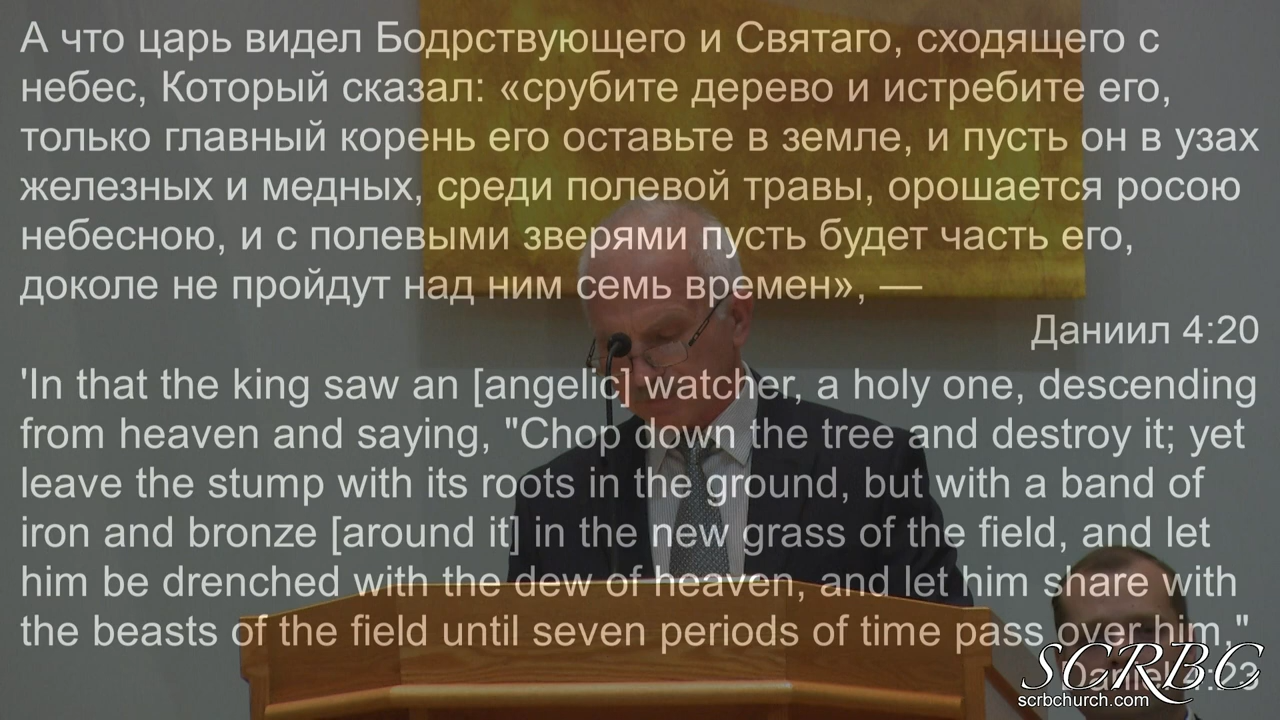 А что царь видел Бодрствующего и Святаго, сходящего с
небес, Который сказал: «срубите дерево и истребите его,
только главный корень его оставьте в земле, и пусть он в узах
железных и медных, среди полевой травы, орошается росою
небесною, и с полевыми зверями пусть будет часть его,
доколе не пройдут над ним семь времен», —
Даниил 4:20
'In that the king saw an [angelic] watcher, a holy one, descending
from heaven and saying, "Chop down the tree and destroy it; yet
leave the stump with its roots in the ground, but with a band of
iron and bronze [around it] in the new grass of the field, and let
him be drenched with the dew of heaven, and let him share with
the beasts of the field until seven periods of time pass over him."
Daniel 4:23
SCRBC
scrbchurch.com